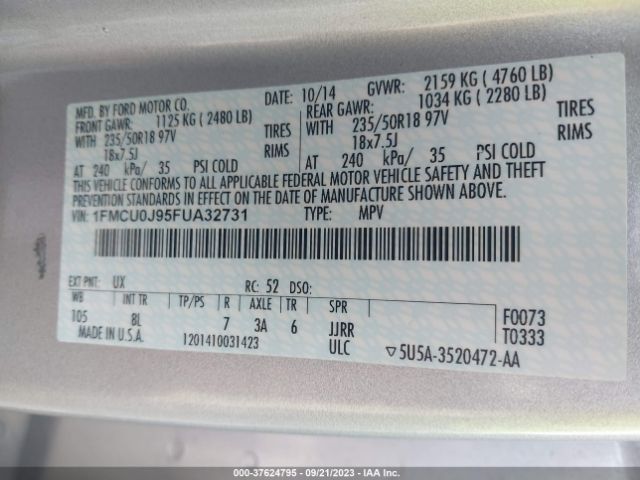 MFD. BY FORD MOTOR CO. DATE: 10/14 GVWR: 2159 KG ( 4760 LB)
FRONT GAWR: 1125 KG ( 2480 LB) REAR GAWR: 1034 KG ( 2280 LB)
WITH 235/50R18 97V TIRES WITH 235/50R18 97V TIRES
18x7.5J RIMS 18x7.5J RIMS
AT 240 kPa/ 35 PSI COLD AT 240 kPa/ 35 PSI COLD
THIS VEHICLE CONFORMS TO ALL APPLICABLE FEDERAL MOTOR VEHICLE SAFETY AND THEFT
PREVENTION STANDARDS IN EFFECT ON THE DATE OF MANUFACTURE SHOWN ABOVE.
VIN: 1FMCU0J95FUA32731 TYPE: MPV
EXT PNT: UX RC: 52 DSO:
WB INT TR TP/PS R AXLE TR SPR F0073
105 8L 7 3A 6 JJRR T0333
MADE IN U.S.A. 1201410031423 ULC ▽5U5A-3520472-AA
000-37624795 - 09/21/2023 - IAA Inc.